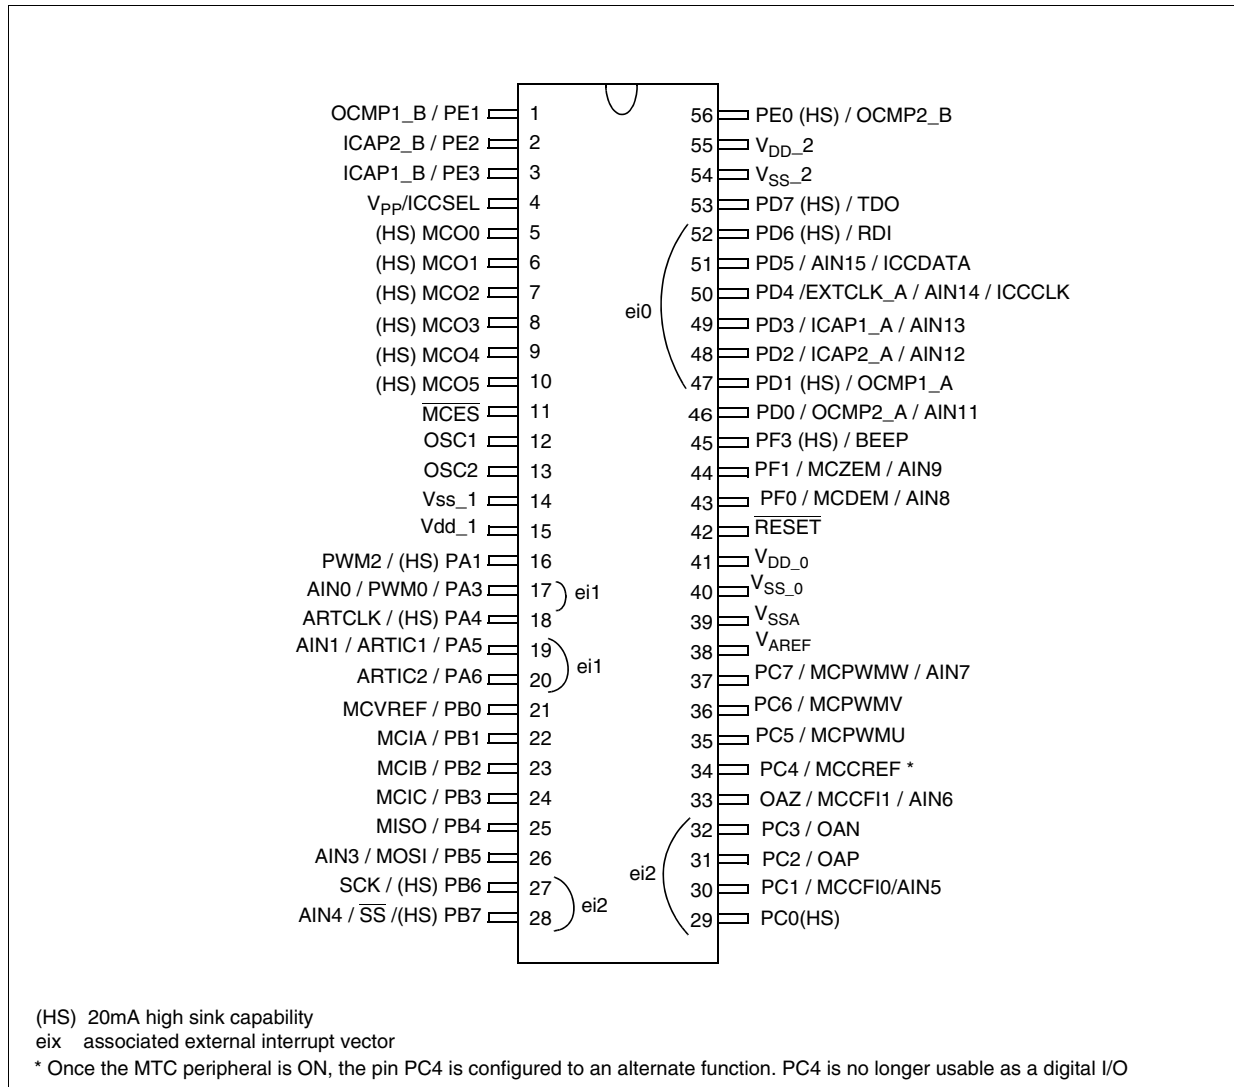 OCMP1_B / PE1 1
ICAP2_B / PE2 2
ICAP1_B / PE3 3
VPP/ICCSEL 4
(HS) MCO0 5
(HS) MCO1 6
(HS) MCO2 7
(HS) MCO3 8
(HS) MCO4 9
(HS) MCO5 10
MCES 11
OSC1 12
OSC2 13
Vss_1 14
Vdd_1 15
PWM2 / (HS) PA1 16
AIN0 / PWM0 / PA3 17
ei1
ARTCLK / (HS) PA4 18
AIN1 / ARTIC1 / PA5 19
ei1
ARTIC2 / PA6 20
MCVREF / PB0 21
MCIA / PB1 22
MCIB / PB2 23
MCIC / PB3 24
MISO / PB4 25
AIN3 / MOSI / PB5 26
SCK / (HS) PB6 27
ei2
AIN4 / SS /(HS) PB7 28
56 PE0 (HS) / OCMP2_B
55 VDD_2
54 VSS_2
53 PD7 (HS) / TDO
52 PD6 (HS) / RDI
51 PD5 / AIN15 / ICCDATA
50 PD4 /EXTCLK_A / AIN14 / ICCCLK
ei0
49 PD3 / ICAP1_A / AIN13
48 PD2 / ICAP2_A / AIN12
47 PD1 (HS) / OCMP1_A
46 PD0 / OCMP2_A / AIN11
45 PF3 (HS) / BEEP
44 PF1 / MCZEM / AIN9
43 PF0 / MCDEM / AIN8
42 RESET
41 VDD_0
40 VSS_0
39 VSSA
38 VAREF
37 PC7 / MCPWMW / AIN7
36 PC6 / MCPWMV
35 PC5 / MCPWMU
34 PC4 / MCCREF *
33 OAZ / MCCFI1 / AIN6
32 PC3 / OAN
31 PC2 / OAP
ei2
30 PC1 / MCCFI0/AIN5
29 PC0(HS)
(HS) 20mA high sink capability
eix associated external interrupt vector
* Once the MTC peripheral is ON, the pin PC4 is configured to an alternate function. PC4 is no longer usable as a digital I/O